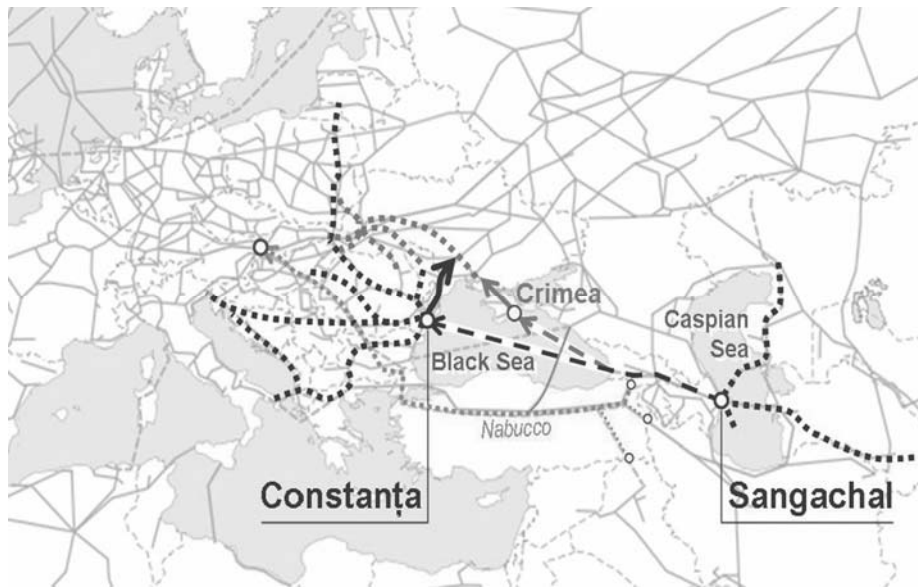 Crimea
Caspian
Sea
Black Sea
Nabucco
Constanța
Sangachal